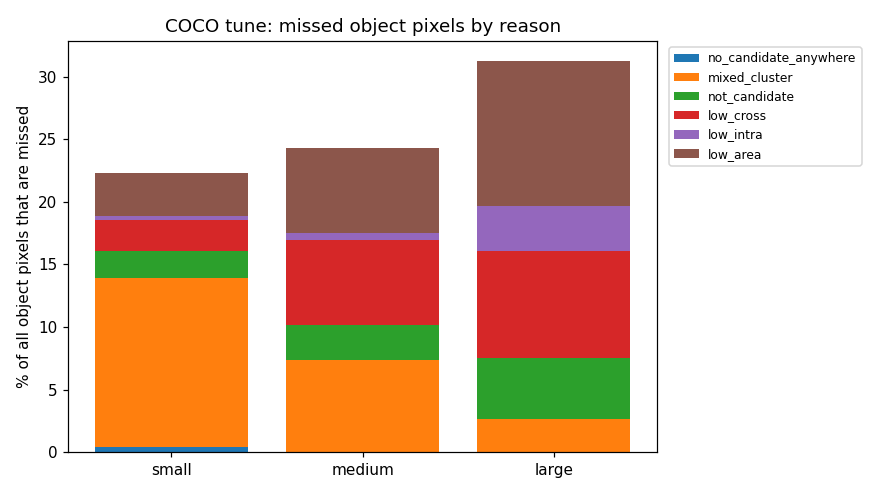 COCO tune: missed object pixels by reason
% of all object pixels that are missed
30
25
20
15
10
5
0
small medium large
no_candidate_anywhere
mixed_cluster
not_candidate
low_cross
low_intra
low_area